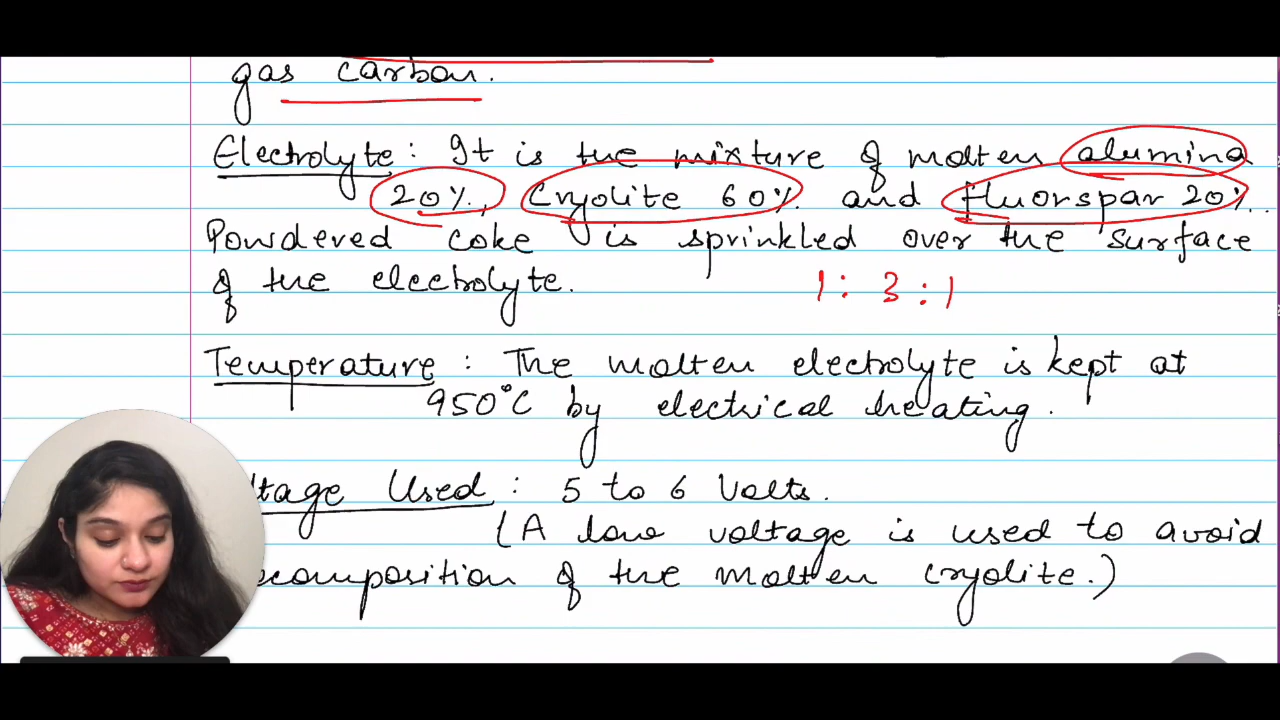 gas carbon.
Electrolyte: It is the mixture of molten alumina
20%, Cryolite 60% and fluorspar 20%.
Powdered coke is sprinkled over the surface
of the electrolyte.
1 : 3 : 1
Temperature : The molten electrolyte is kept at
950°C by electrical heating.
ltage Used : 5 to 6 Volts.
(A low voltage is used to avoid
ecomposition of the molten cryolite.)